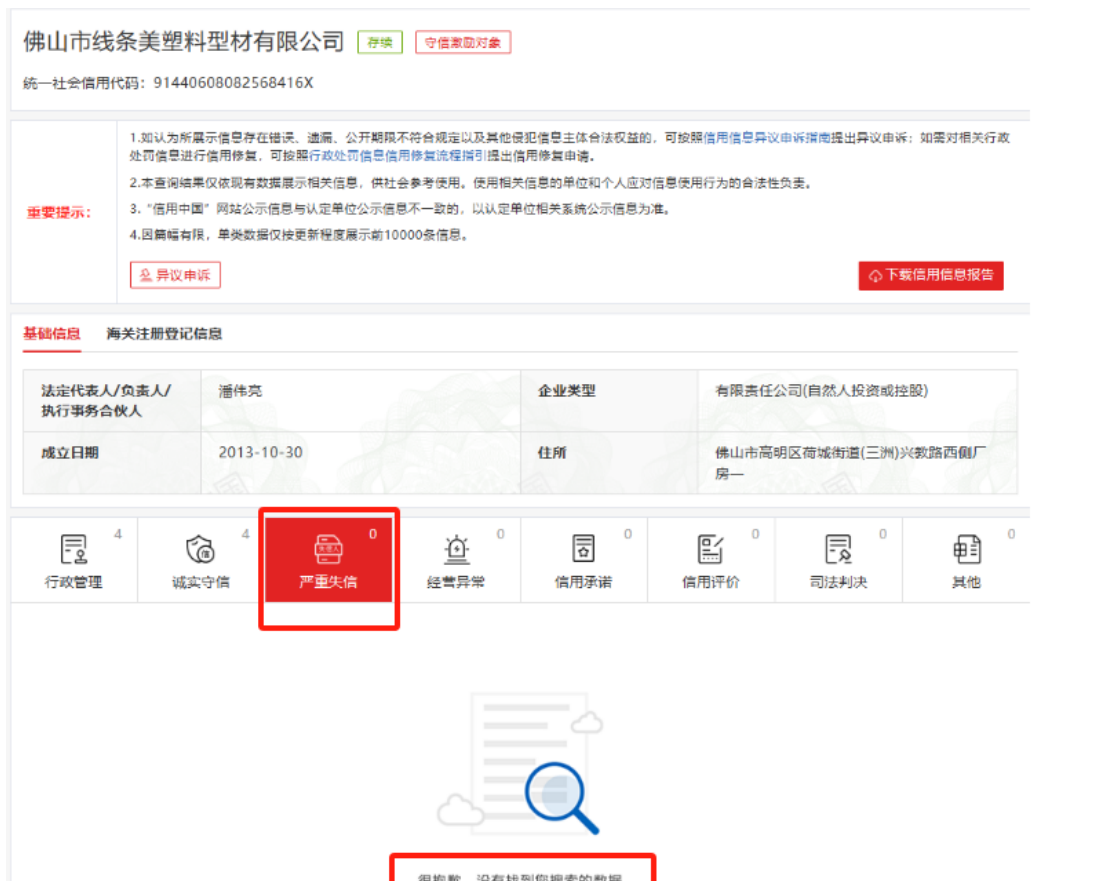 佛山市线条美塑料型材有限公司 存续 守信激励对象
统一社会信用代码：91440608082568416X
重要提示：
1.如认为所展示信息存在错误、遗漏、公开期限不符合规定以及其他侵犯信息主体合法权益的，可按照信用信息异议申诉指南提出异议申诉；如需对相关行政
处罚信息进行信用修复，可按照行政处罚信息信用修复流程指引提出信用修复申请。
2.本查询结果仅依现有数据展示相关信息，供社会参考使用。使用相关信息的单位和个人应对信息使用行为的合法性负责。
3.“信用中国”网站公示信息与认定单位公示信息不一致的，以认定单位相关系统公示信息为准。
4.因篇幅有限，单类数据仅按更新程度展示前10000条信息。
异议申诉 下载信用信息报告
基础信息 海关注册登记信息
法定代表人/负责人/
执行事务合伙人
潘伟亮
企业类型
有限责任公司(自然人投资或控股)
成立日期
2013-10-30
住所
佛山市高明区荷城街道(三洲)兴教路西侧厂
房一
4 4 0 0 0 0 0 0
失信人
行政管理 诚实守信 严重失信 经营异常 信用承诺 信用评价 司法判决 其他
很抱歉，没有找到您搜索的数据